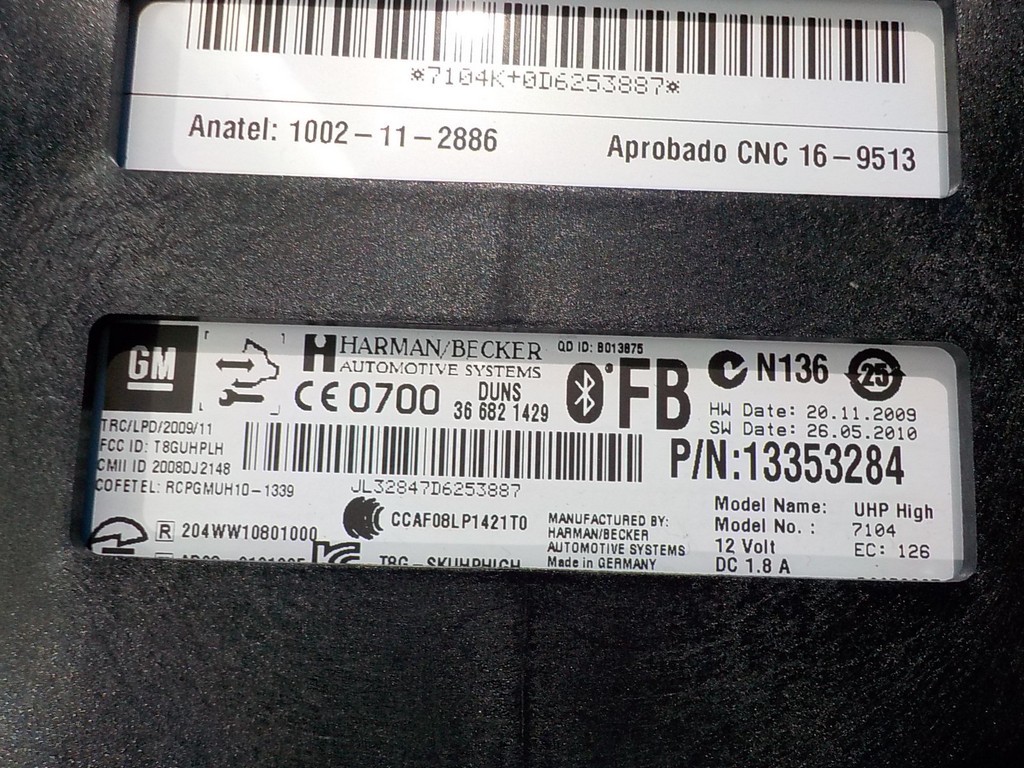 *7104K+0D6253887*
Anatel: 1002-11-2886
Aprobado CNC 16-9513
GM
HARMAN/BECKER
AUTOMOTIVE SYSTEMS
QD ID: B013875
CE 0700
DUNS
36 682 1429
FB
N136
25
HW Date: 20.11.2009
SW Date: 26.05.2010
TRC/LPD/2009/11
FCC ID: T8GUHPLH
CMII ID 2008DJ2148
COFETEL: RCPGMUH10-1339
JL32847D6253887
P/N:13353284
R 204WW10801000
CCAF08LP1421T0
MANUFACTURED BY:
HARMAN/BECKER
AUTOMOTIVE SYSTEMS
Made in GERMANY
Model Name: UHP High
Model No.: 7104
12 Volt EC: 126
DC 1.8 A
T8G-SKUHPHIGH